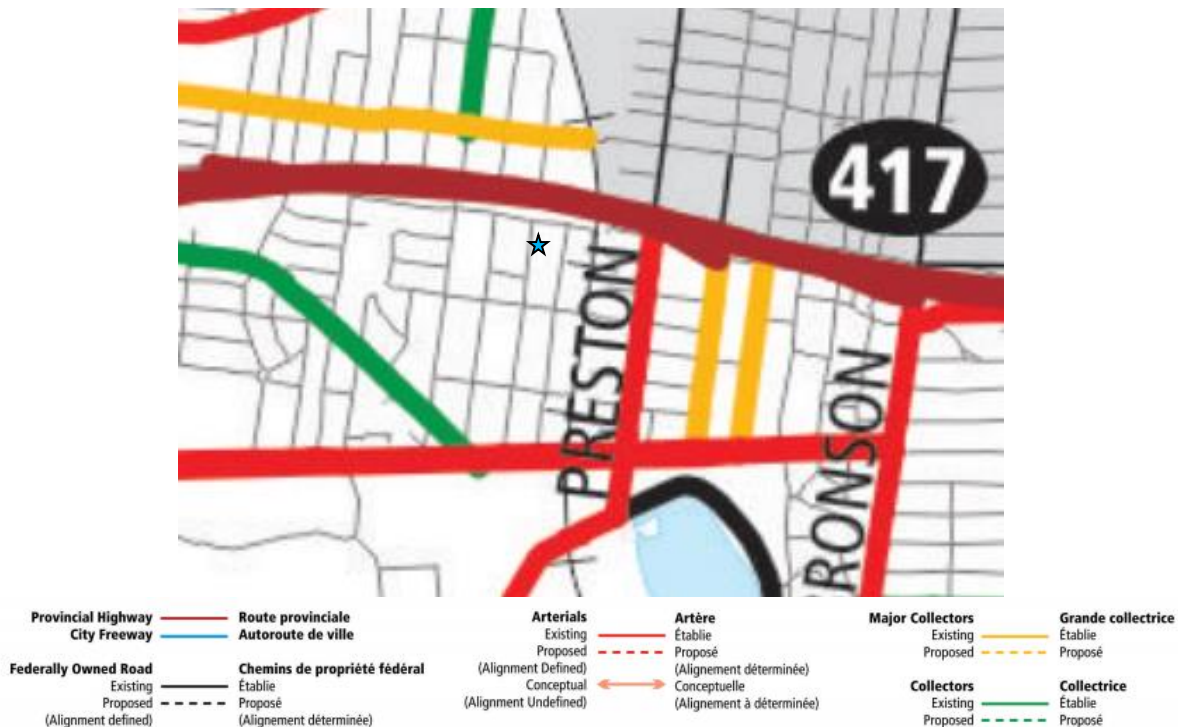 417
PRESTON
BRONSON
Provincial Highway Route provinciale
City Freeway Autoroute de ville
Federally Owned Road Chemins de propriété fédéral
Existing Établie
Proposed Proposé
(Alignment defined) (Alignement déterminée)
Arterials Artère
Existing Établie
Proposed Proposé
(Alignment Defined) (Alignement déterminée)
Conceptual Conceptuelle
(Alignment Undefined) (Alignement à déterminée)
Major Collectors Grande collectrice
Existing Établie
Proposed Proposé
Collectors Collectrice
Existing Établie
Proposed Proposé